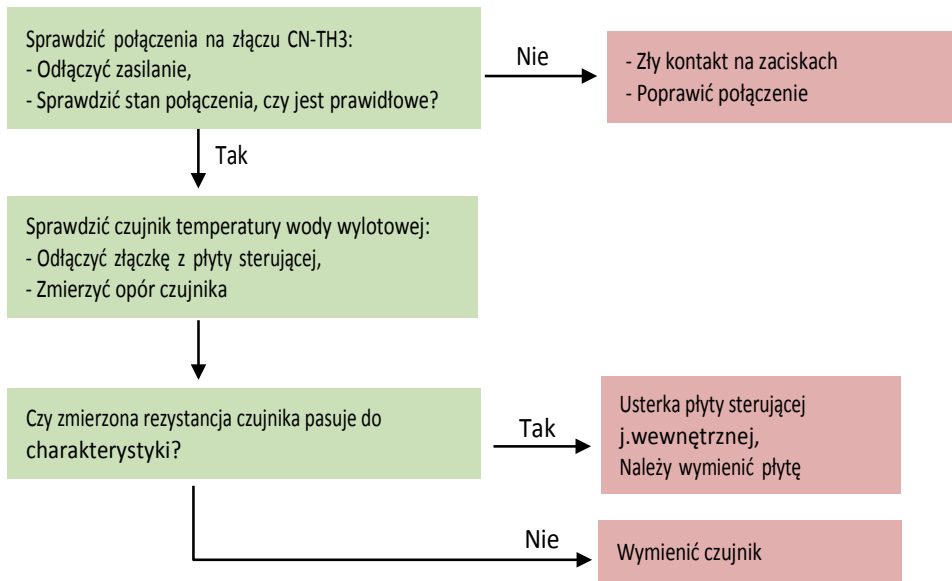 Sprawdzić połączenia na złączu CN-TH3:
- Odłączyć zasilanie,
- Sprawdzić stan połączenia, czy jest prawidłowe?
Nie
- Zły kontakt na zaciskach
- Poprawić połączenie
Tak
Sprawdzić czujnik temperatury wody wylotowej:
- Odłączyć złączkę z płyty sterującej,
- Zmierzyć opór czujnika
Czy zmierzona rezystancja czujnika pasuje do
charakterystyki?
Tak
Usterka płyty sterującej
j.wewnętrznej,
Należy wymienić płytę
Nie
Wymienić czujnik